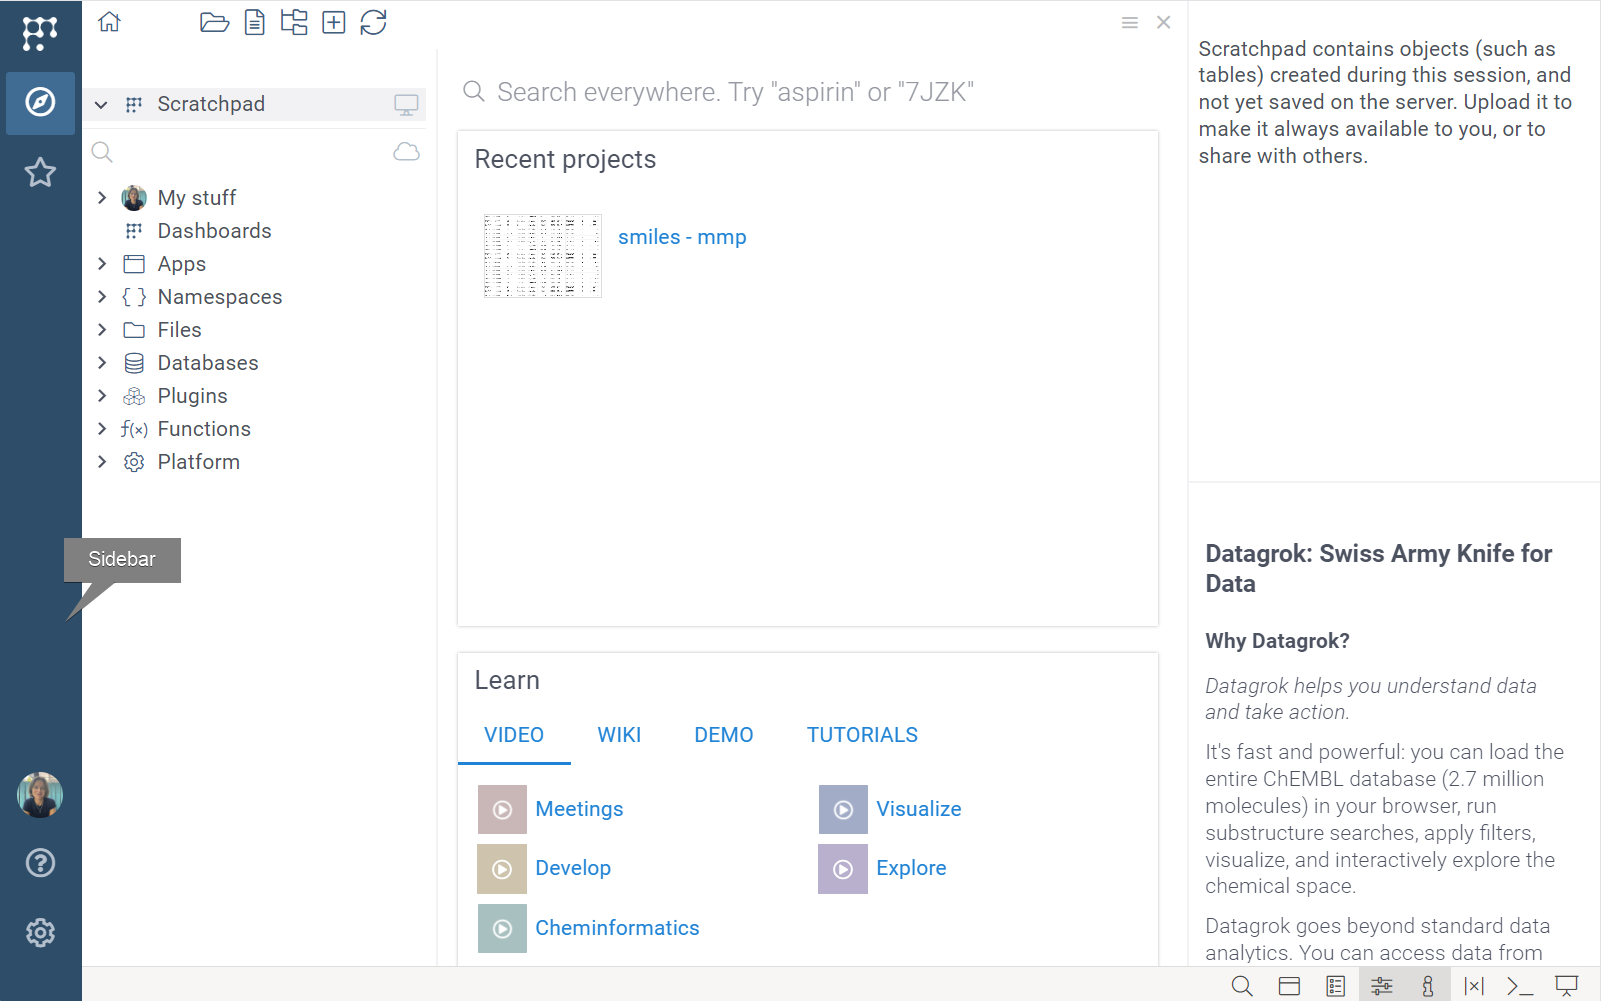 Scratchpad
My stuff
Dashboards
Apps
{ } Namespaces
Files
Databases
Plugins
f(x) Functions
Platform
Sidebar
Search everywhere. Try "aspirin" or "7JZK"
Recent projects
smiles - mmp
Learn
VIDEO WIKI DEMO TUTORIALS
Meetings Visualize
Develop Explore
Cheminformatics
Scratchpad contains objects (such as
tables) created during this session, and
not yet saved on the server. Upload it to
make it always available to you, or to
share with others.
Datagrok: Swiss Army Knife for
Data
Why Datagrok?
Datagrok helps you understand data
and take action.
It's fast and powerful: you can load the
entire ChEMBL database (2.7 million
molecules) in your browser, run
substructure searches, apply filters,
visualize, and interactively explore the
chemical space.
Datagrok goes beyond standard data
analytics. You can access data from
|×|